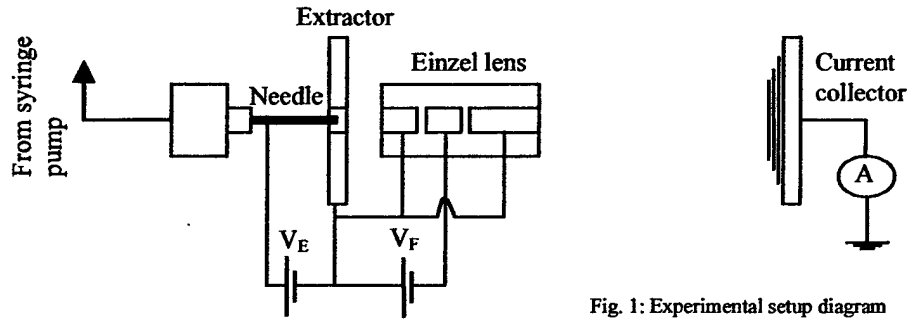 Extractor
Einzel lens
Needle
From syringe
pump
Current
collector
A
V_E
V_F
Fig. 1: Experimental setup diagram